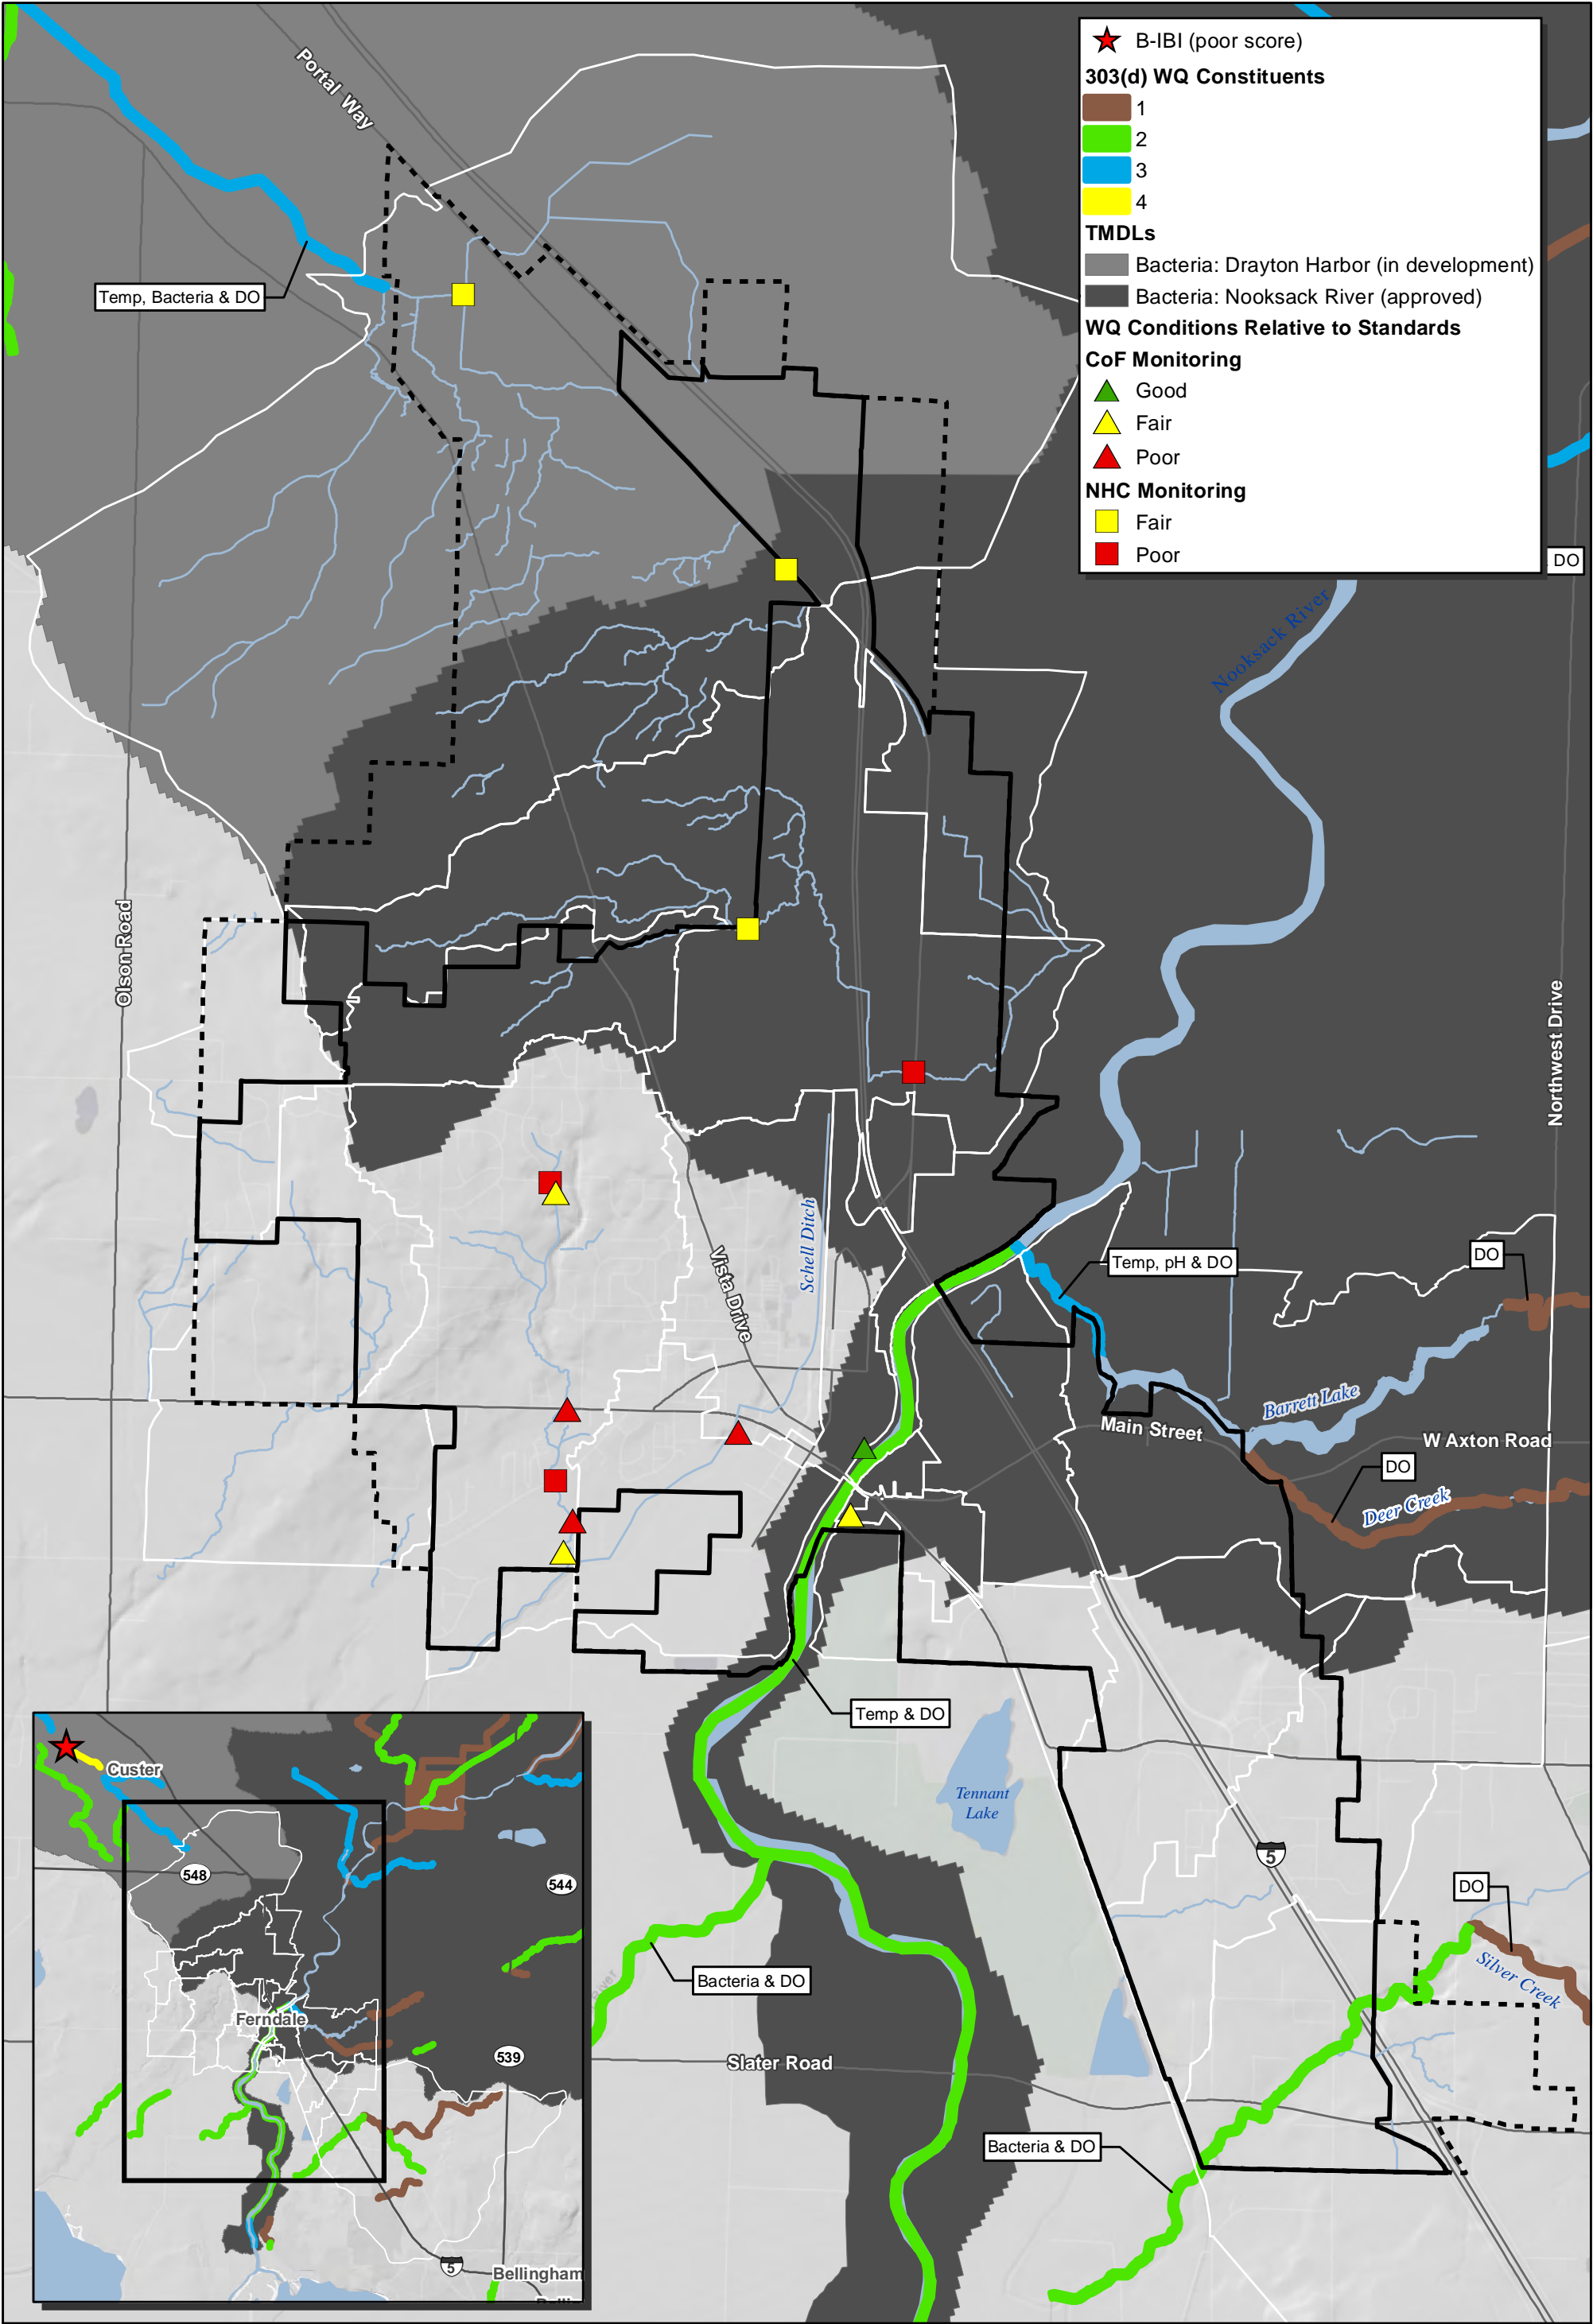 B-IBI (poor score)
303(d) WQ Constituents
1
2
3
4
TMDLs
Bacteria: Drayton Harbor (in development)
Bacteria: Nooksack River (approved)
WQ Conditions Relative to Standards
CoF Monitoring
Good
Fair
Poor
NHC Monitoring
Fair
Poor
Portal Way
Temp, Bacteria & DO
DO
Nooksack River
Olson Road
Northwest Drive
Schell Ditch
Vista Drive
Temp, pH & DO
DO
Barrett Lake
Main Street
W Axton Road
DO
Deer Creek
Temp & DO
Tennant
Lake
5
DO
Silver Creek
Bacteria & DO
River
Slater Road
Bacteria & DO
Custer
548
544
Ferndale
539
5
Bellingham